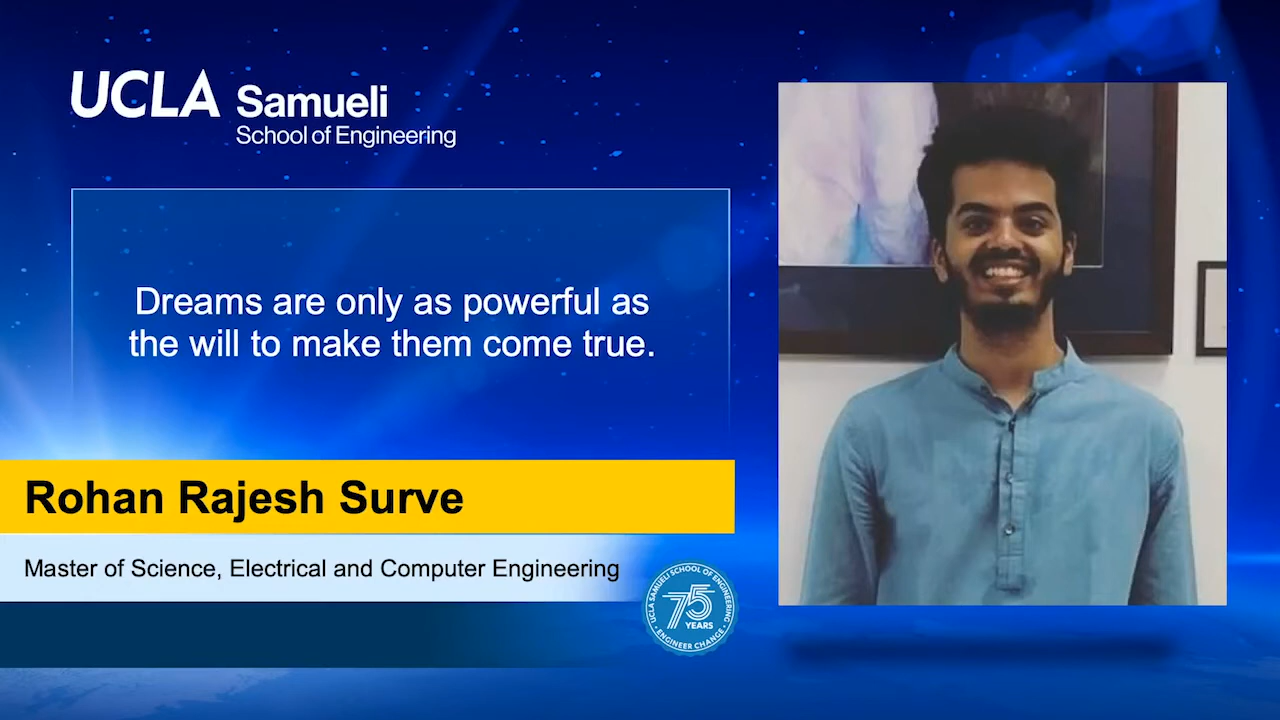 UCLA Samueli
School of Engineering
Dreams are only as powerful as
the will to make them come true.
Rohan Rajesh Surve
Master of Science, Electrical and Computer Engineering
UCLA SAMUELI SCHOOL OF ENGINEERING
75
YEARS
ENGINEER CHANGE